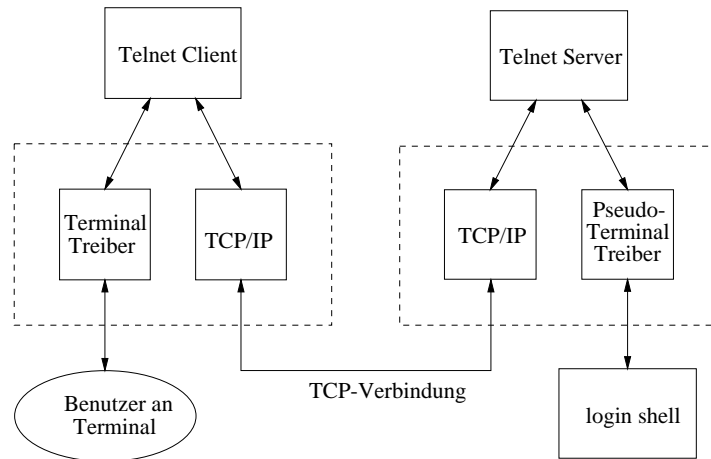 Telnet Client
Telnet Server
Terminal
Treiber
TCP/IP
TCP/IP
Pseudo-
Terminal
Treiber
TCP-Verbindung
Benutzer an
Terminal
login shell